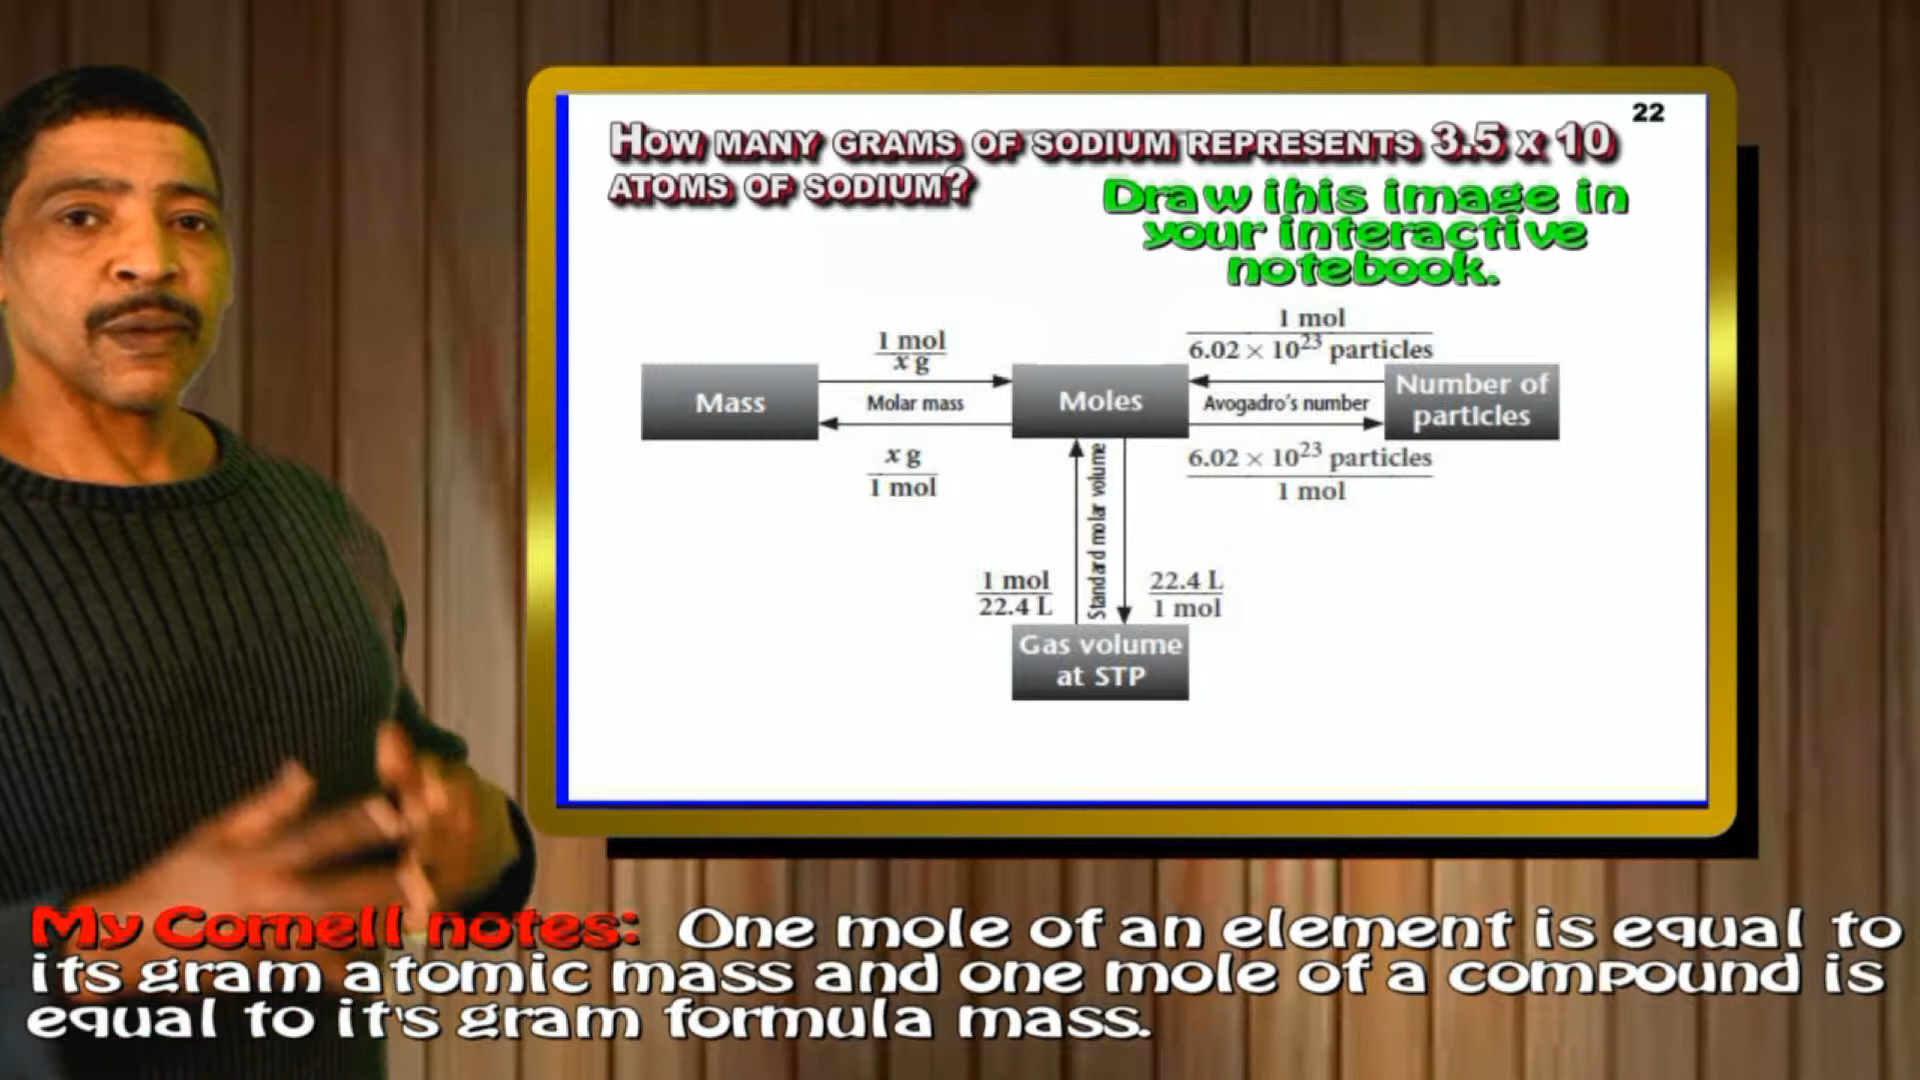 22
HOW MANY GRAMS OF SODIUM REPRESENTS 3.5 x 10
ATOMS OF SODIUM?
Draw ihis image in
your interactive
notebook.
1 mol
x g
Mass
Molar mass
x g
1 mol
Moles
1 mol
6.02 × 10²³ particles
Avogadro's number
6.02 × 10²³ particles
1 mol
Number of
particles
1 mol
22.4 L
Standard molar volume
22.4 L
1 mol
Gas volume
at STP
My Cornell notes: One mole of an element is equal to
its gram atomic mass and one mole of a compound is
equal to it's gram formula mass.